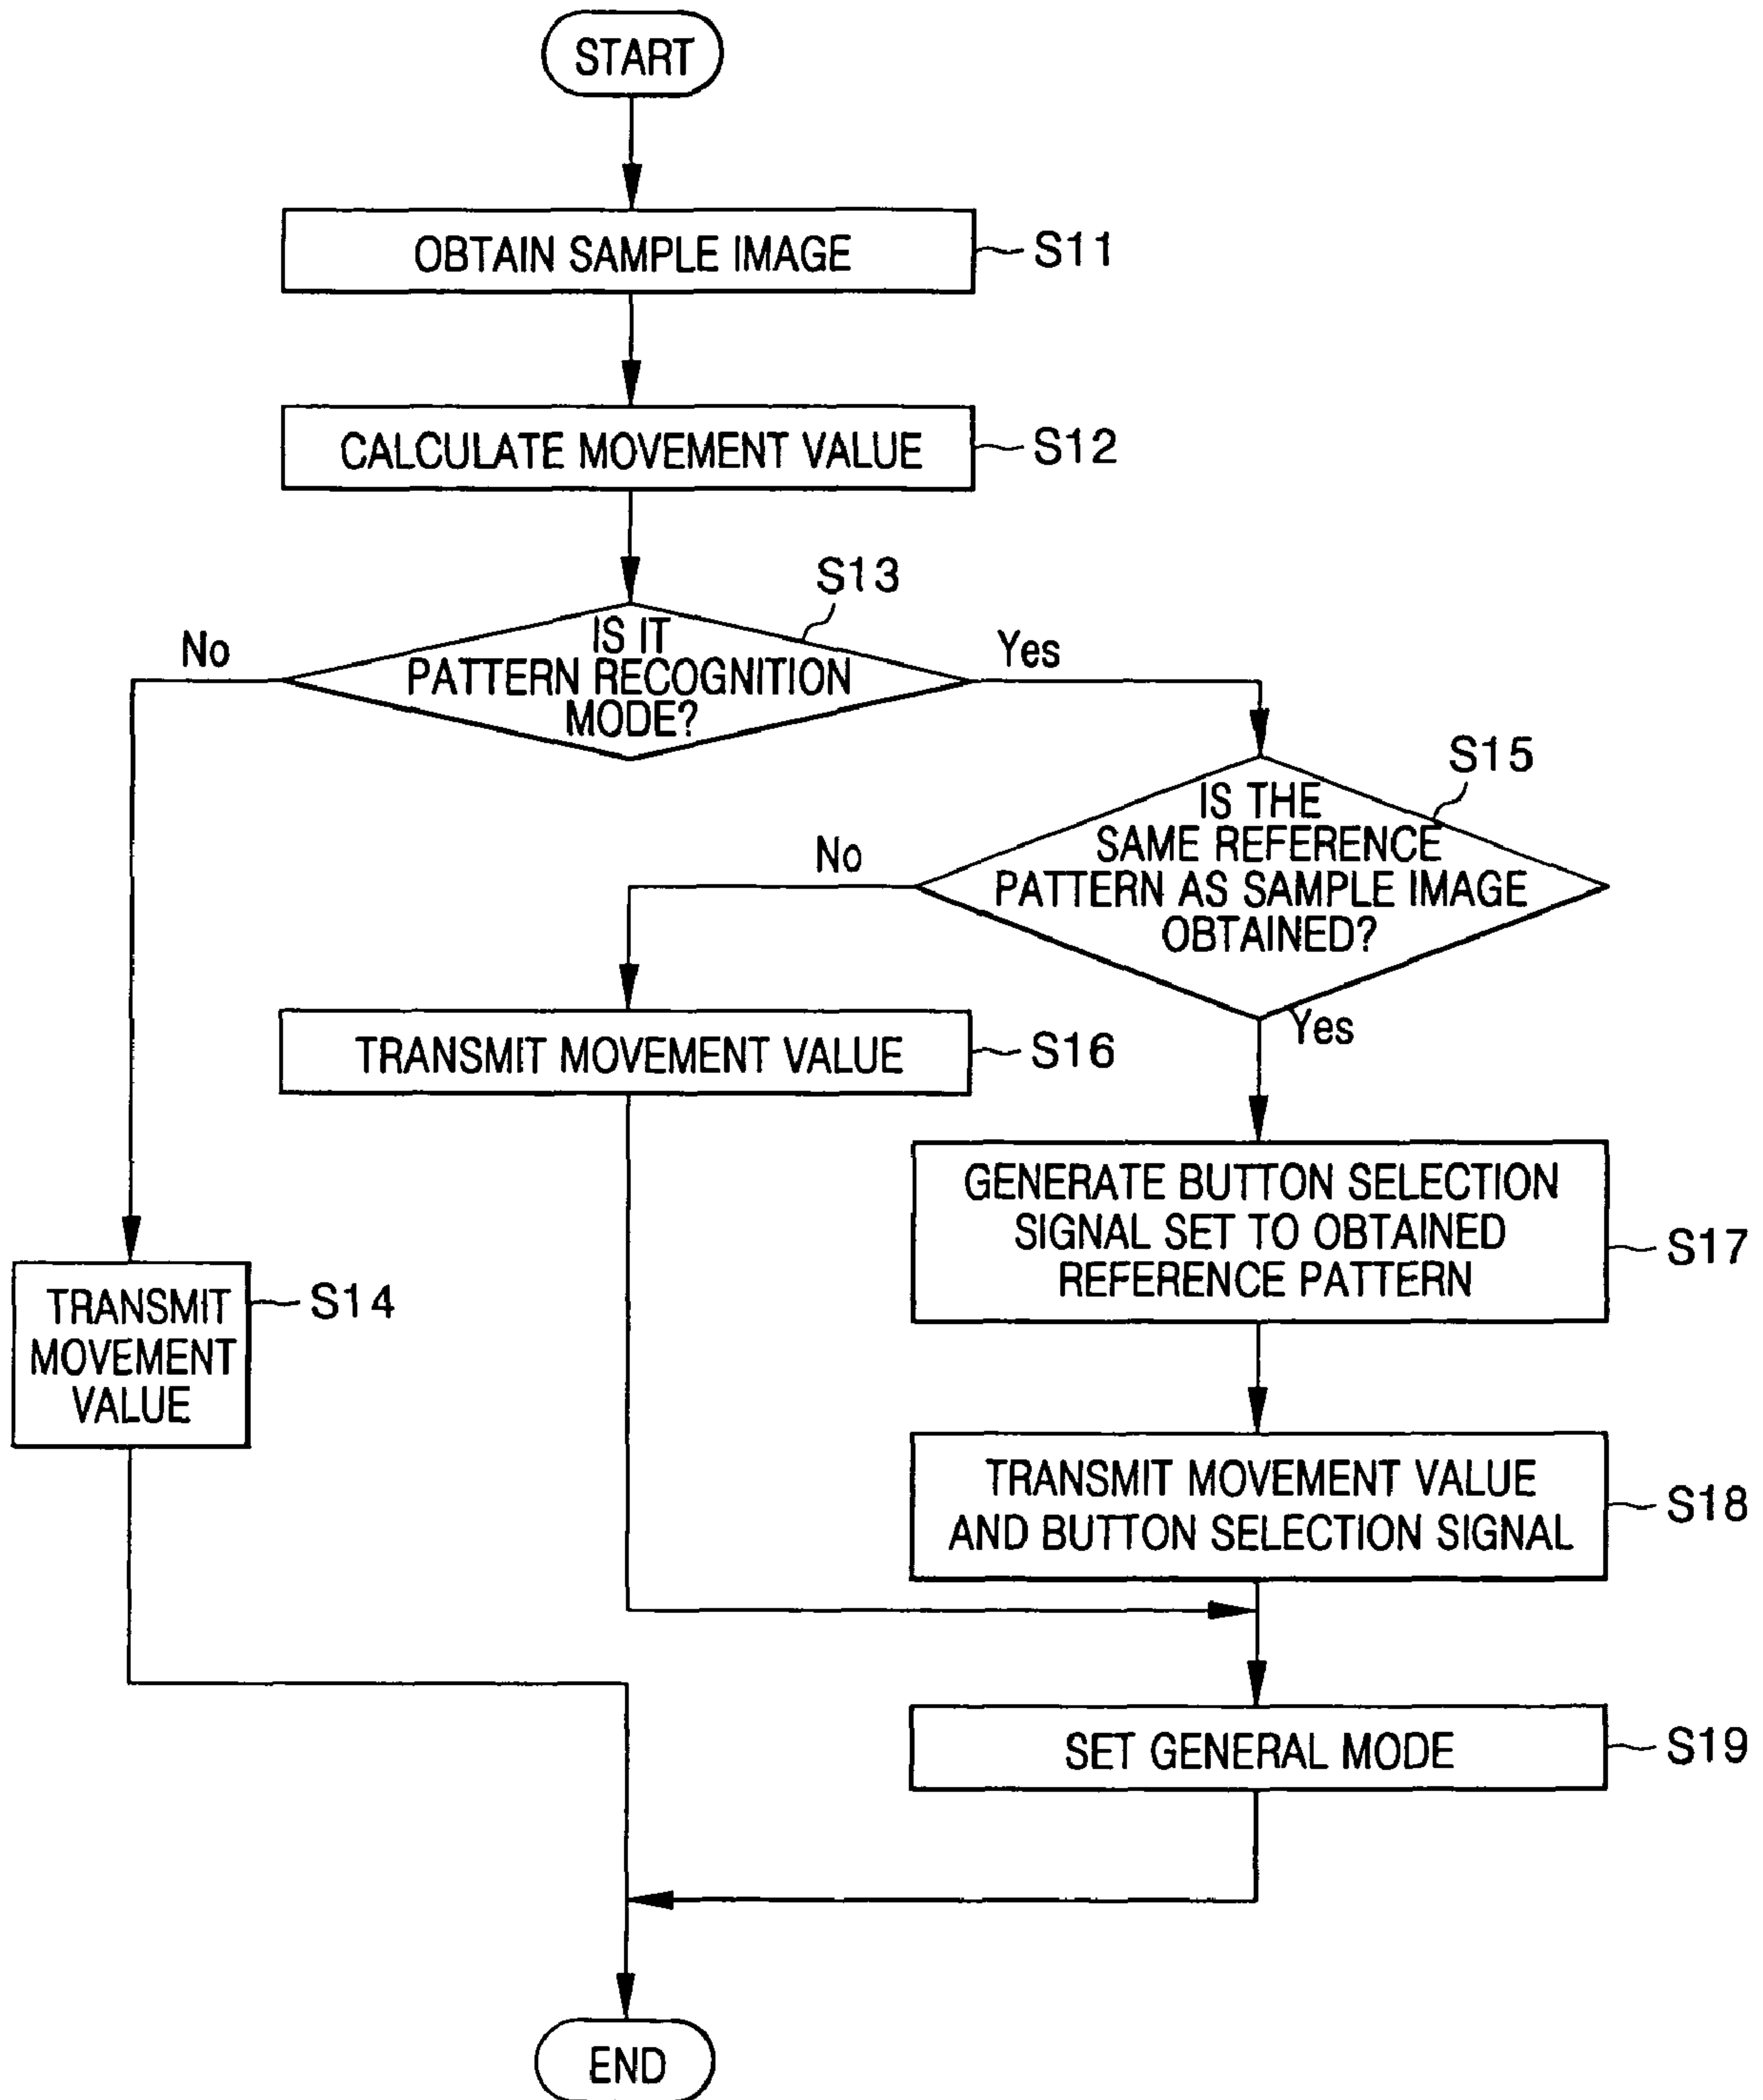 START
OBTAIN SAMPLE IMAGE
S11
CALCULATE MOVEMENT VALUE
S12
S13
IS IT
PATTERN RECOGNITION
MODE?
No
Yes
S15
IS THE
SAME REFERENCE
PATTERN AS SAMPLE IMAGE
OBTAINED?
No
Yes
TRANSMIT MOVEMENT VALUE
S16
GENERATE BUTTON SELECTION
SIGNAL SET TO OBTAINED
REFERENCE PATTERN
S17
TRANSMIT
MOVEMENT
VALUE
S14
TRANSMIT MOVEMENT VALUE
AND BUTTON SELECTION SIGNAL
S18
SET GENERAL MODE
S19
END